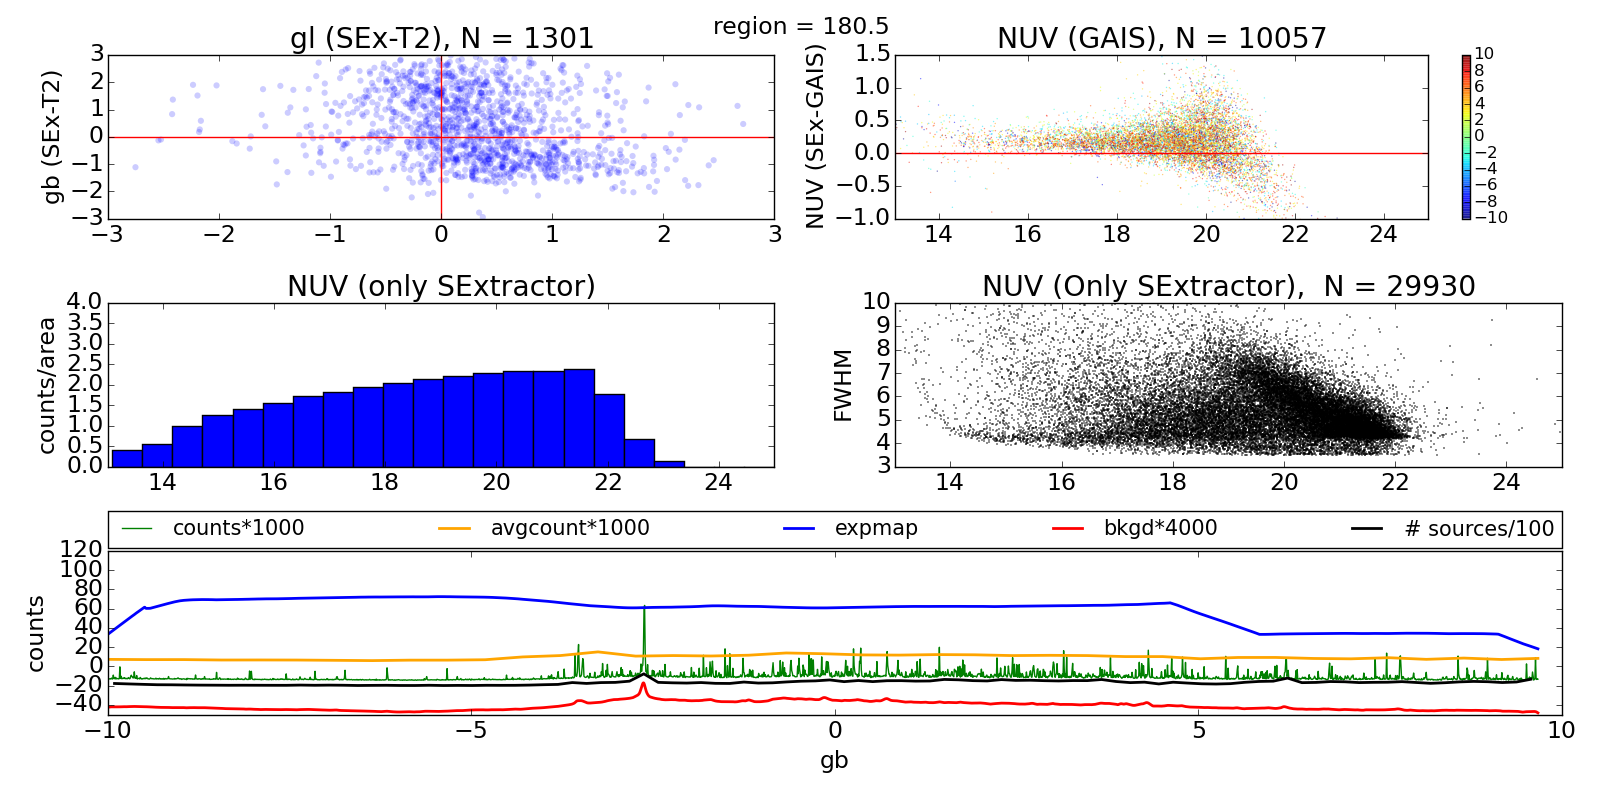 region = 180.5
gl (SEx-T2), N = 1301
gb (SEx-T2)
3
2
1
0
−1
−2
−3
−3 −2 −1 0 1 2 3
NUV (GAIS), N = 10057
NUV (SEx-GAIS)
1.5
1.0
0.5
0.0
−0.5
−1.0
14 16 18 20 22 24
10
8
6
4
2
0
−2
−4
−6
−8
−10
NUV (only SExtractor)
counts/area
4.0
3.5
3.0
2.5
2.0
1.5
1.0
0.5
0.0
14 16 18 20 22 24
NUV (Only SExtractor),  N = 29930
FWHM
10
9
8
7
6
5
4
3
14 16 18 20 22 24
counts*1000 avgcount*1000 expmap bkgd*4000 # sources/100
counts
120
100
80
60
40
20
0
−20
−40
−10 −5 0 5 10
gb